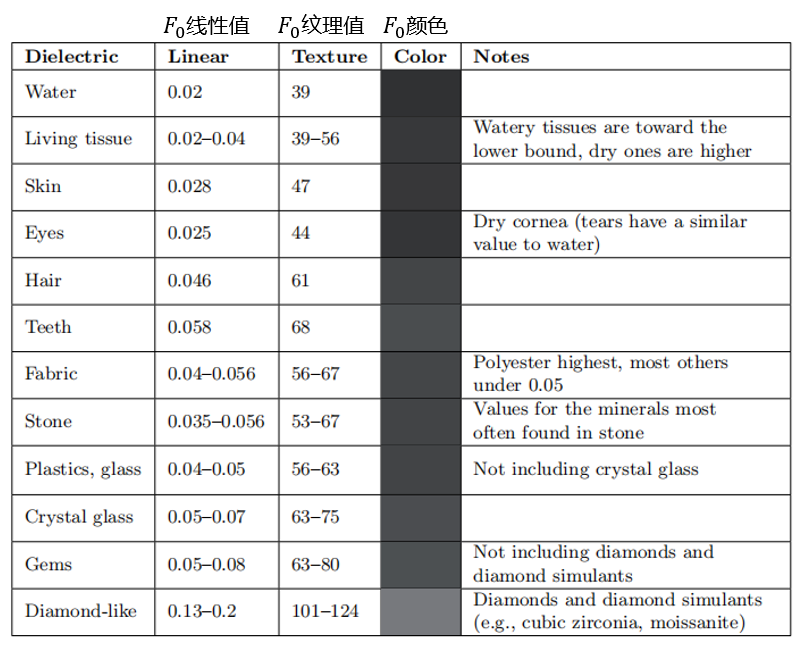 F₀线性值 F₀纹理值 F₀颜色
Dielectric Linear Texture Color Notes
Water 0.02 39
Living tissue 0.02–0.04 39–56 Watery tissues are toward the
lower bound, dry ones are higher
Skin 0.028 47
Eyes 0.025 44 Dry cornea (tears have a similar
value to water)
Hair 0.046 61
Teeth 0.058 68
Fabric 0.04–0.056 56–67 Polyester highest, most others
under 0.05
Stone 0.035–0.056 53–67 Values for the minerals most
often found in stone
Plastics, glass 0.04–0.05 56–63 Not including crystal glass
Crystal glass 0.05–0.07 63–75
Gems 0.05–0.08 63–80 Not including diamonds and
diamond simulants
Diamond-like 0.13–0.2 101–124 Diamonds and diamond simulants
(e.g., cubic zirconia, moissanite)